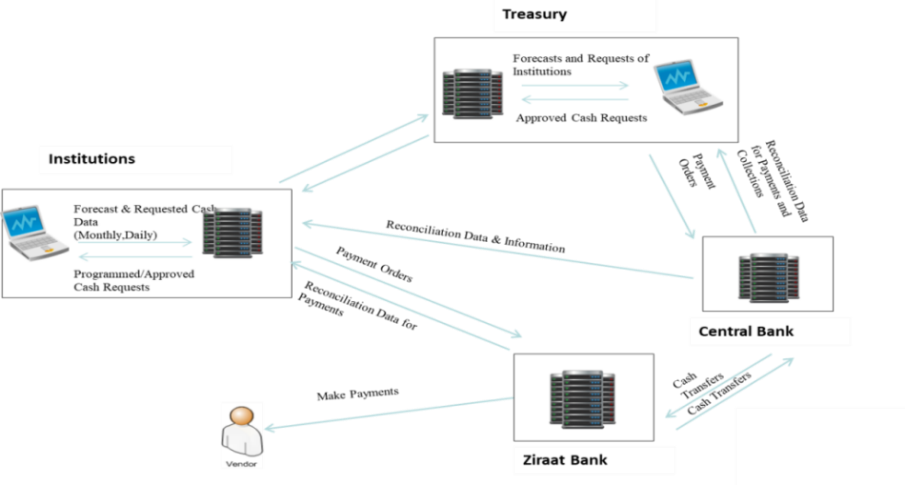 Treasury
Forecasts and Requests of
Institutions
Approved Cash Requests
Institutions
Forecast & Requested Cash
Data
(Monthly,Daily)
Programmed/Approved
Cash Requests
Payment
Orders
Reconciliation Data
for Payments and
Collections
Reconciliation Data & Information
Payment Orders
Reconciliation Data for
Payments
Central Bank
Cash
Transfers
Cash Transfers
Make Payments
Vendor
Ziraat Bank